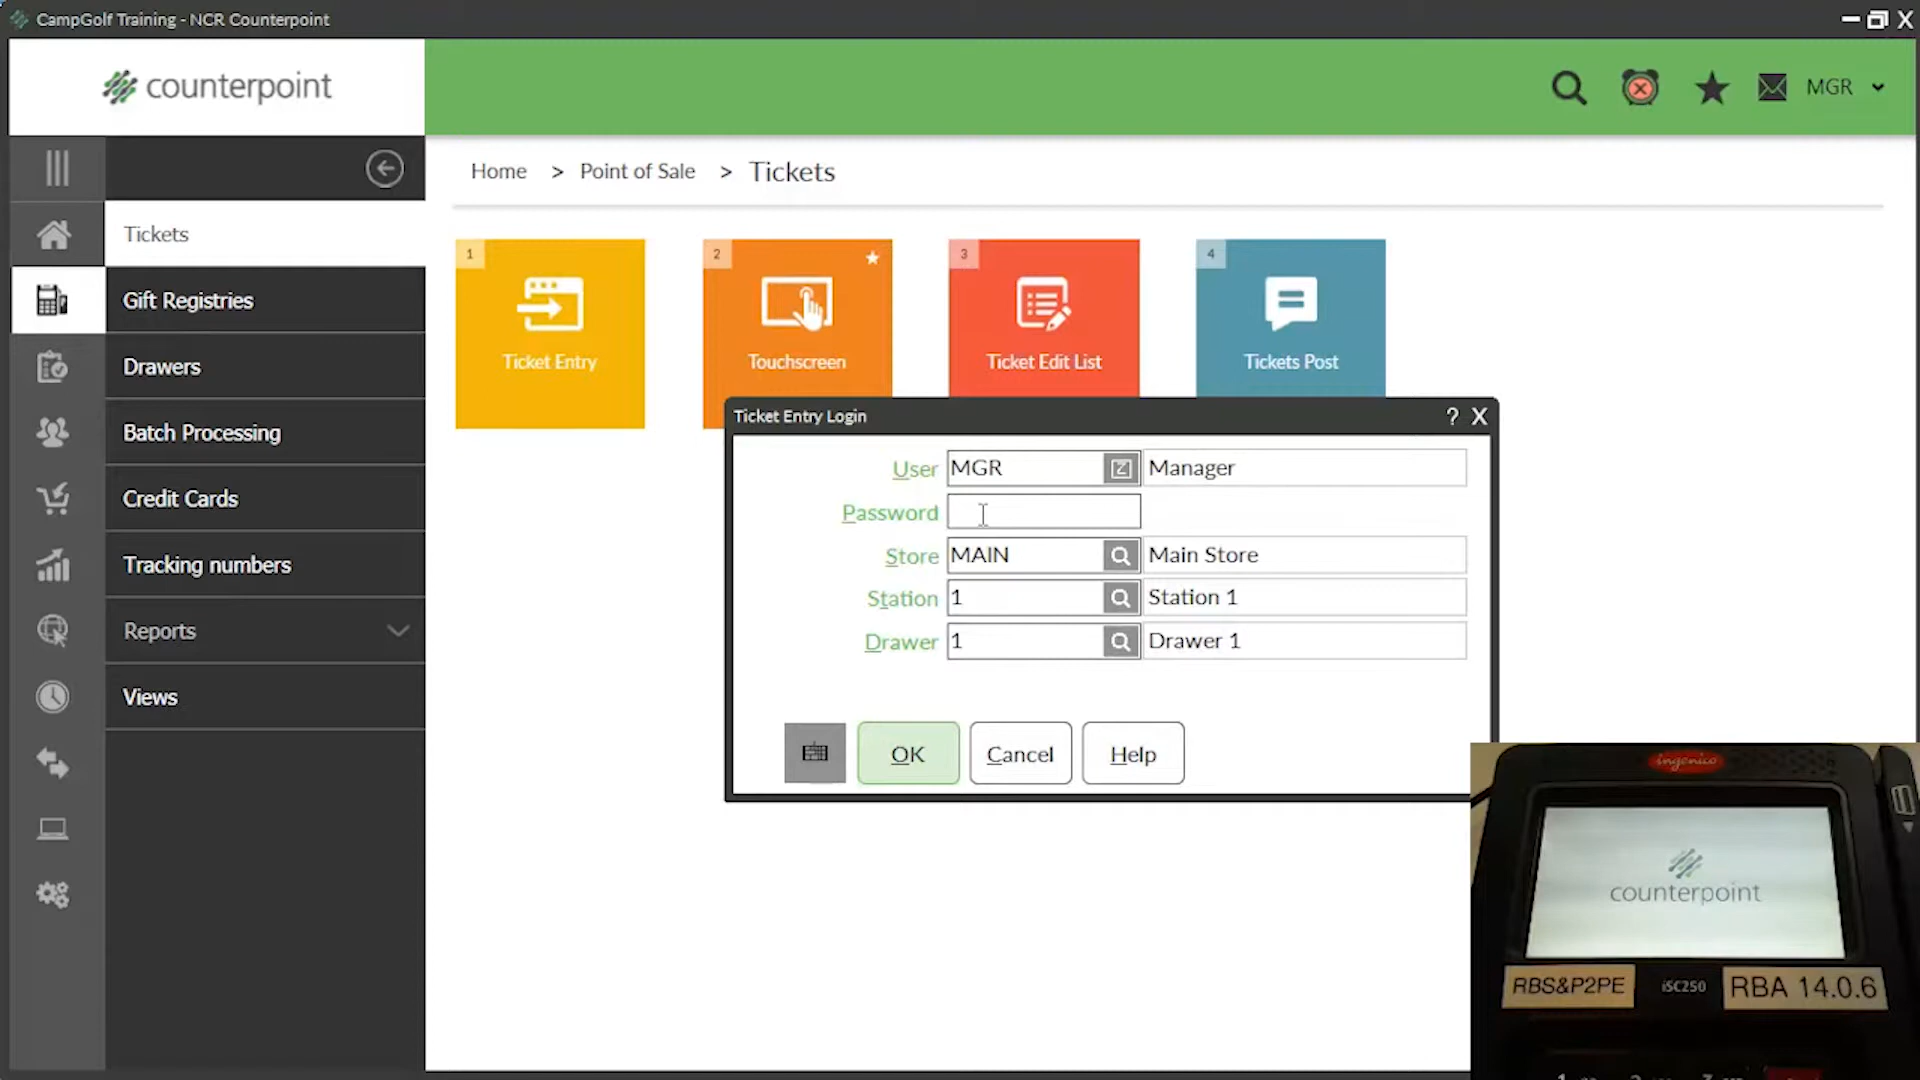 CampGolf Training - NCR Counterpoint
counterpoint
MGR
Home > Point of Sale > Tickets
Tickets
Gift Registries
Drawers
Batch Processing
Credit Cards
Tracking numbers
Reports
Views
1
Ticket Entry
2
Touchscreen
3
Ticket Edit List
4
Tickets Post
Ticket Entry Login
? X
User MGR Manager
Password
Store MAIN Main Store
Station 1 Station 1
Drawer 1 Drawer 1
OK Cancel Help
ingenico
counterpoint
RBS&P2PE iSC250 RBA 14.0.6